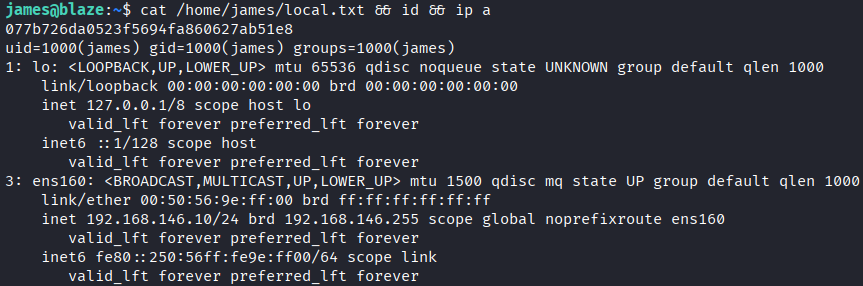 james@blaze:~$ cat /home/james/local.txt && id && ip a
077b726da0523f5694fa860627ab51e8
uid=1000(james) gid=1000(james) groups=1000(james)
1: lo: <LOOPBACK,UP,LOWER_UP> mtu 65536 qdisc noqueue state UNKNOWN group default qlen 1000
    link/loopback 00:00:00:00:00:00 brd 00:00:00:00:00:00
    inet 127.0.0.1/8 scope host lo
       valid_lft forever preferred_lft forever
    inet6 ::1/128 scope host
       valid_lft forever preferred_lft forever
3: ens160: <BROADCAST,MULTICAST,UP,LOWER_UP> mtu 1500 qdisc mq state UP group default qlen 1000
    link/ether 00:50:56:9e:ff:00 brd ff:ff:ff:ff:ff:ff
    inet 192.168.146.10/24 brd 192.168.146.255 scope global noprefixroute ens160
       valid_lft forever preferred_lft forever
    inet6 fe80::250:56ff:fe9e:ff00/64 scope link
       valid_lft forever preferred_lft forever